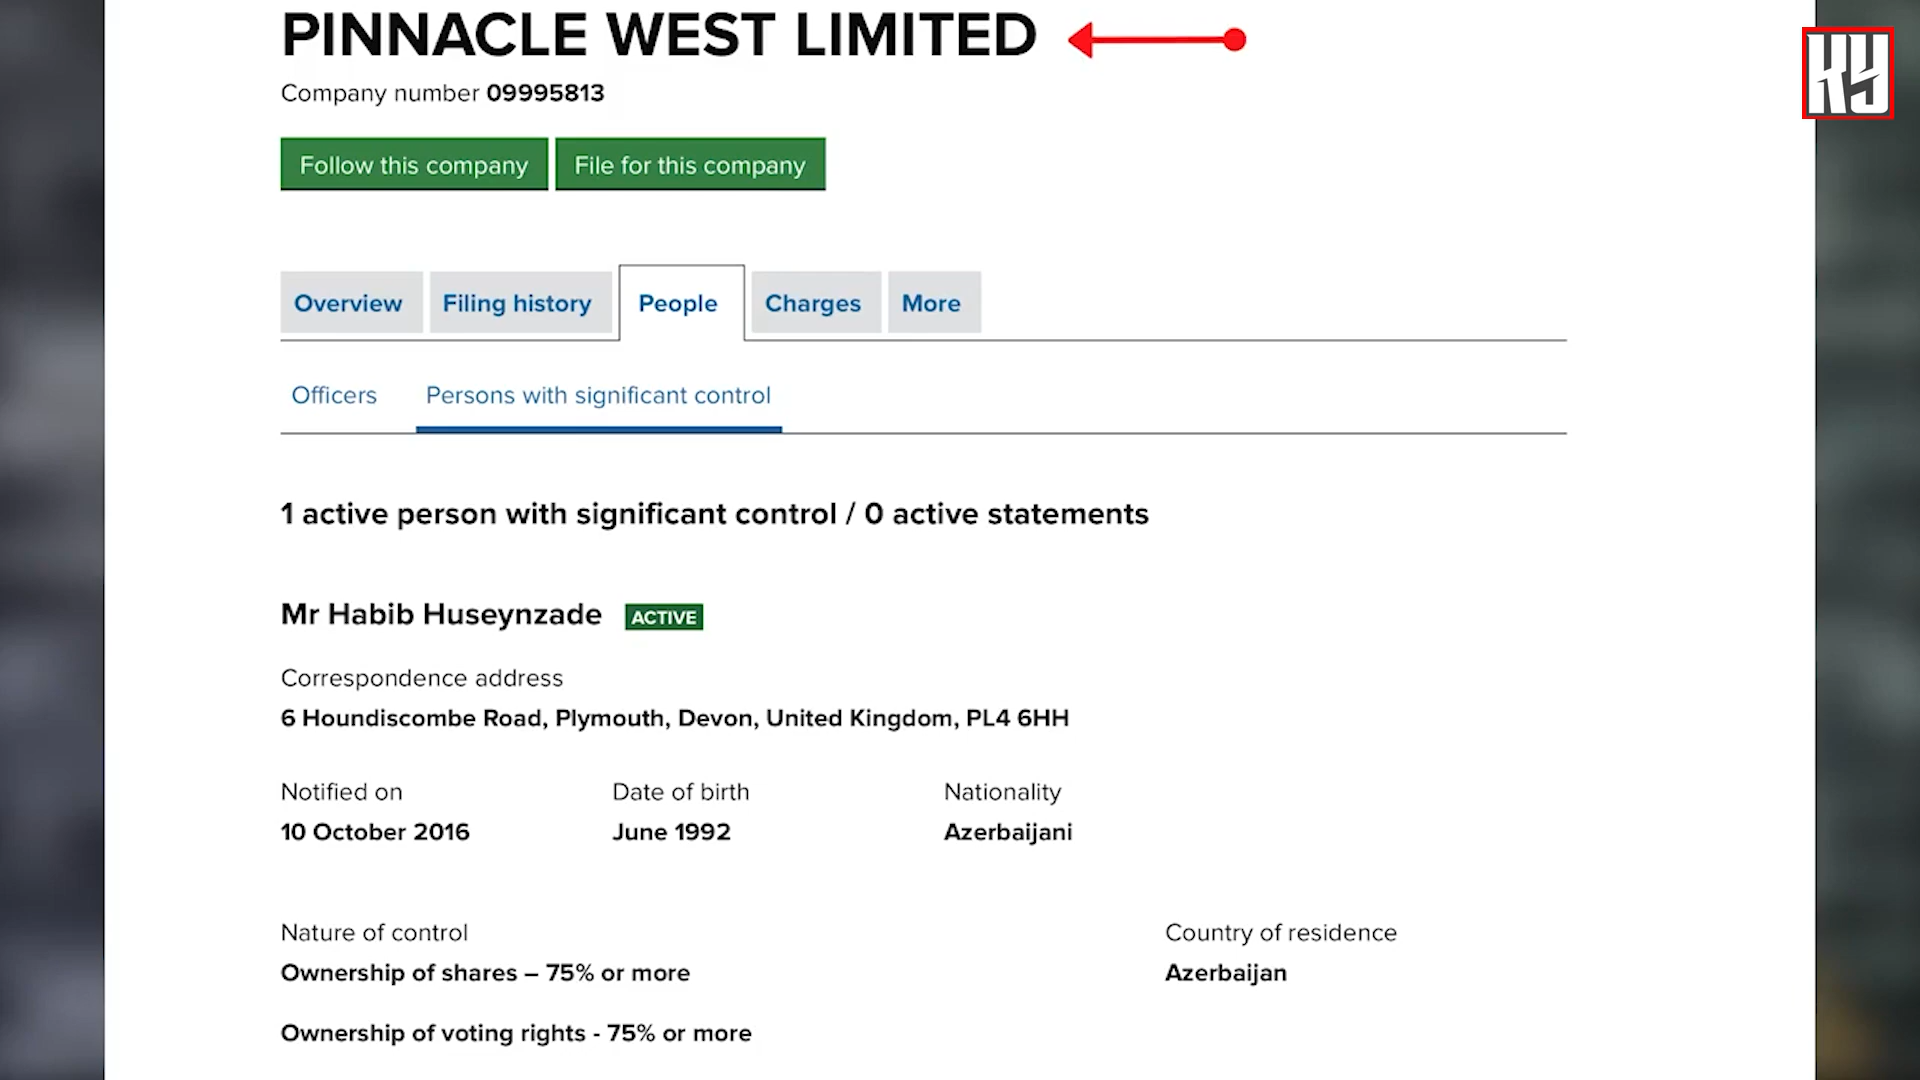 PINNACLE WEST LIMITED
Company number 09995813
Follow this company File for this company
Overview Filing history People Charges More
Officers Persons with significant control
1 active person with significant control / 0 active statements
Mr Habib Huseynzade ACTIVE
Correspondence address
6 Houndiscombe Road, Plymouth, Devon, United Kingdom, PL4 6HH
Notified on Date of birth Nationality
10 October 2016 June 1992 Azerbaijani
Nature of control Country of residence
Ownership of shares – 75% or more Azerbaijan
Ownership of voting rights - 75% or more